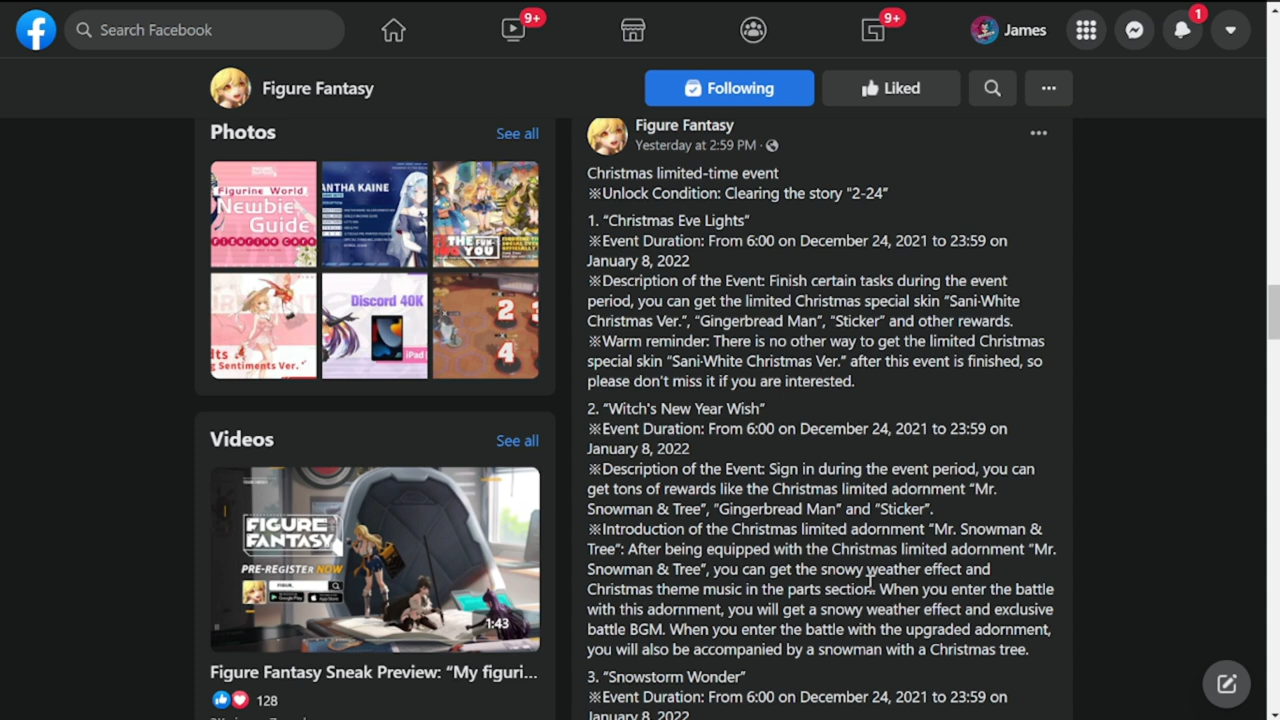 Search Facebook
9+
9+
James
1
Figure Fantasy
Following
Liked
Photos
See all
Figurine World
Newbie
Guide
ANTHA KAINE
THE FUN-
YOU
Sentiments Ver.'
Discord 40K
iPad
2
4
Videos
See all
FIGURE
FANTASY
PRE-REGISTER NOW
FIGURE
Google Play
App Store
1:43
Figure Fantasy Sneak Preview: “My figuri...
128
Figure Fantasy
Yesterday at 2:59 PM ·
Christmas limited-time event
※Unlock Condition: Clearing the story "2-24”
1. “Christmas Eve Lights”
※Event Duration: From 6:00 on December 24, 2021 to 23:59 on
January 8, 2022
※Description of the Event: Finish certain tasks during the event
period, you can get the limited Christmas special skin “Sani-White
Christmas Ver.”, “Gingerbread Man”, “Sticker” and other rewards.
※Warm reminder: There is no other way to get the limited Christmas
special skin “Sani-White Christmas Ver.” after this event is finished, so
please don’t miss it if you are interested.
2. “Witch's New Year Wish”
※Event Duration: From 6:00 on December 24, 2021 to 23:59 on
January 8, 2022
※Description of the Event: Sign in during the event period, you can
get tons of rewards like the Christmas limited adornment “Mr.
Snowman & Tree”, “Gingerbread Man” and “Sticker”.
※Introduction of the Christmas limited adornment “Mr. Snowman &
Tree”: After being equipped with the Christmas limited adornment “Mr.
Snowman & Tree”, you can get the snowy weather effect and
Christmas theme music in the parts section. When you enter the battle
with this adornment, you will get a snowy weather effect and exclusive
battle BGM. When you enter the battle with the upgraded adornment,
you will also be accompanied by a snowman with a Christmas tree.
3. “Snowstorm Wonder”
※Event Duration: From 6:00 on December 24, 2021 to 23:59 on
January 8, 2022